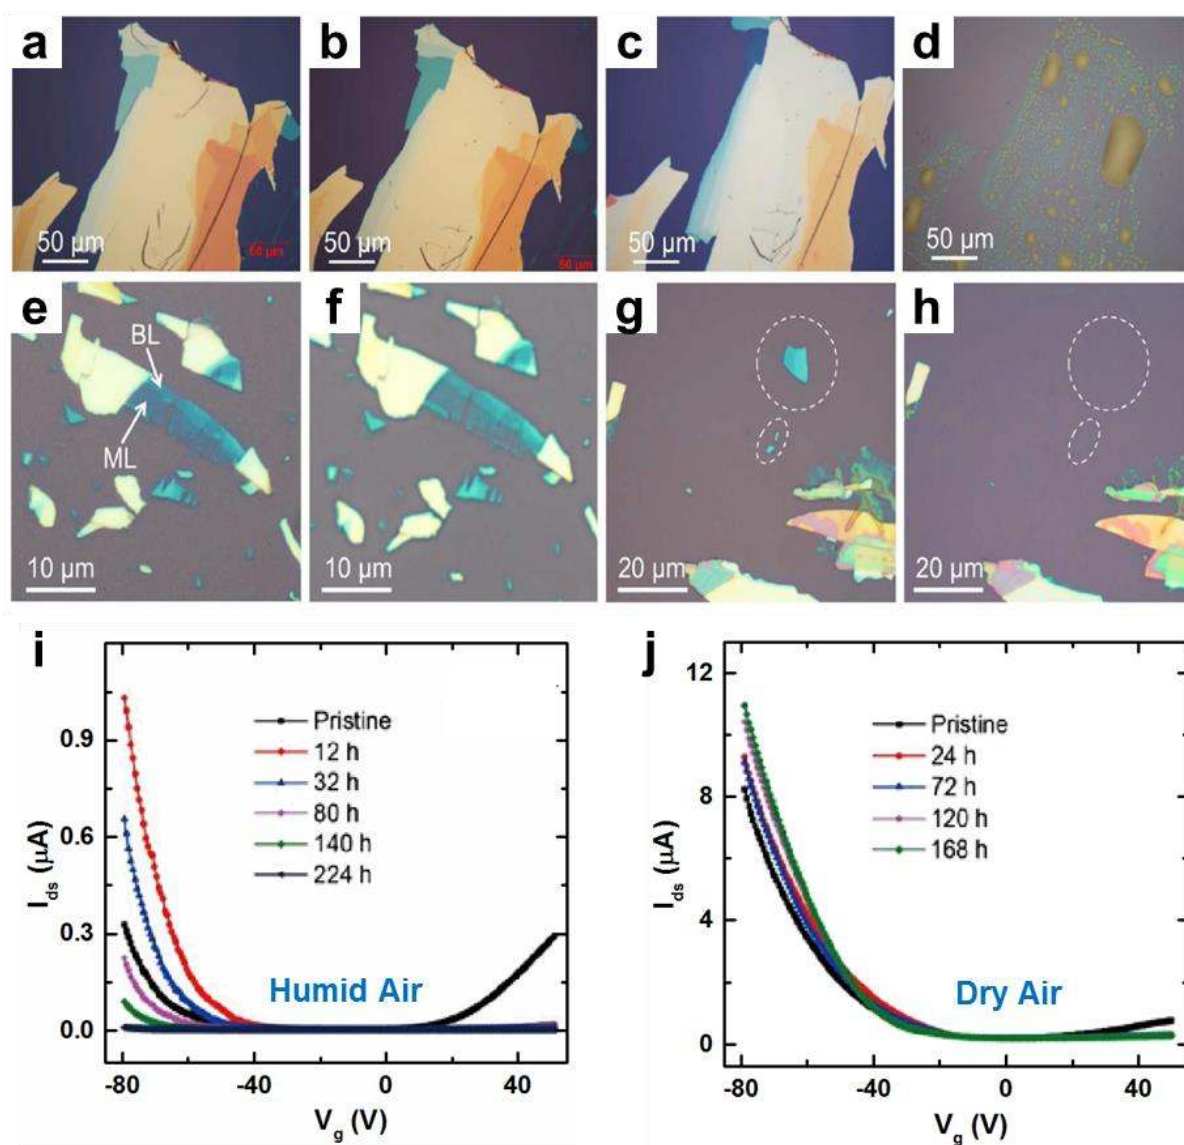 a
b
c
d
50 µm
50 µm
50 µm
50 µm
50 µm
50 µm
e
f
g
h
BL
ML
10 µm
10 µm
20 µm
20 µm
i
j
Pristine
12 h
32 h
80 h
140 h
224 h
Humid Air
0.9
0.6
0.3
0.0
-80
-40
0
40
I_ds (µA)
V_g (V)
Pristine
24 h
72 h
120 h
168 h
Dry Air
12
8
4
0
-80
-40
0
40
I_ds (µA)
V_g (V)